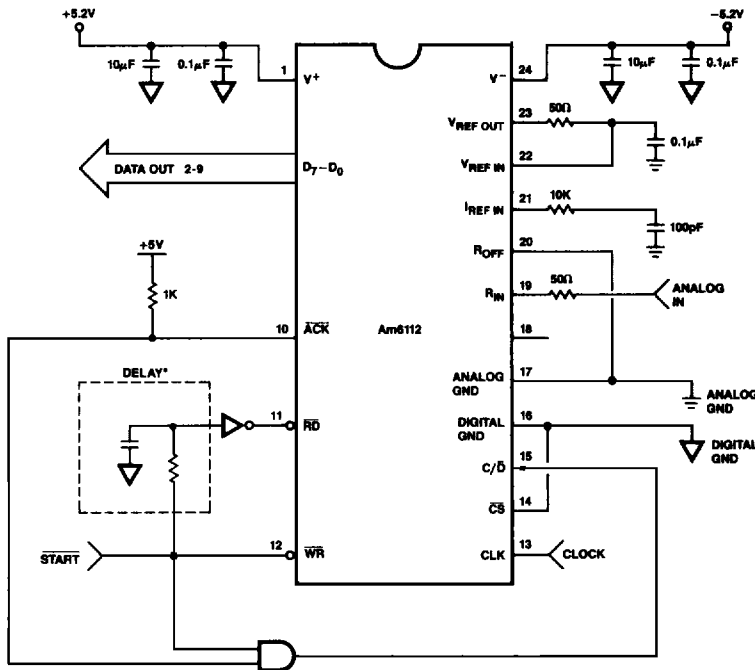 +5.2V
-5.2V
10μF
0.1μF
1
V+
24
V-
10μF
0.1μF
23
50Ω
VREF OUT
0.1μF
22
VREF IN
DATA OUT 2-9
D7-D0
21
10K
IREF IN
100pF
20
ROFF
+5V
19
50Ω
RIN
ANALOG
IN
1K
10
ACK
Am6112
18
17
ANALOG
GND
ANALOG
GND
DELAY*
11
RD
16
DIGITAL
GND
DIGITAL
GND
15
C/D
14
CS
START
12
WR
13
CLK
CLOCK